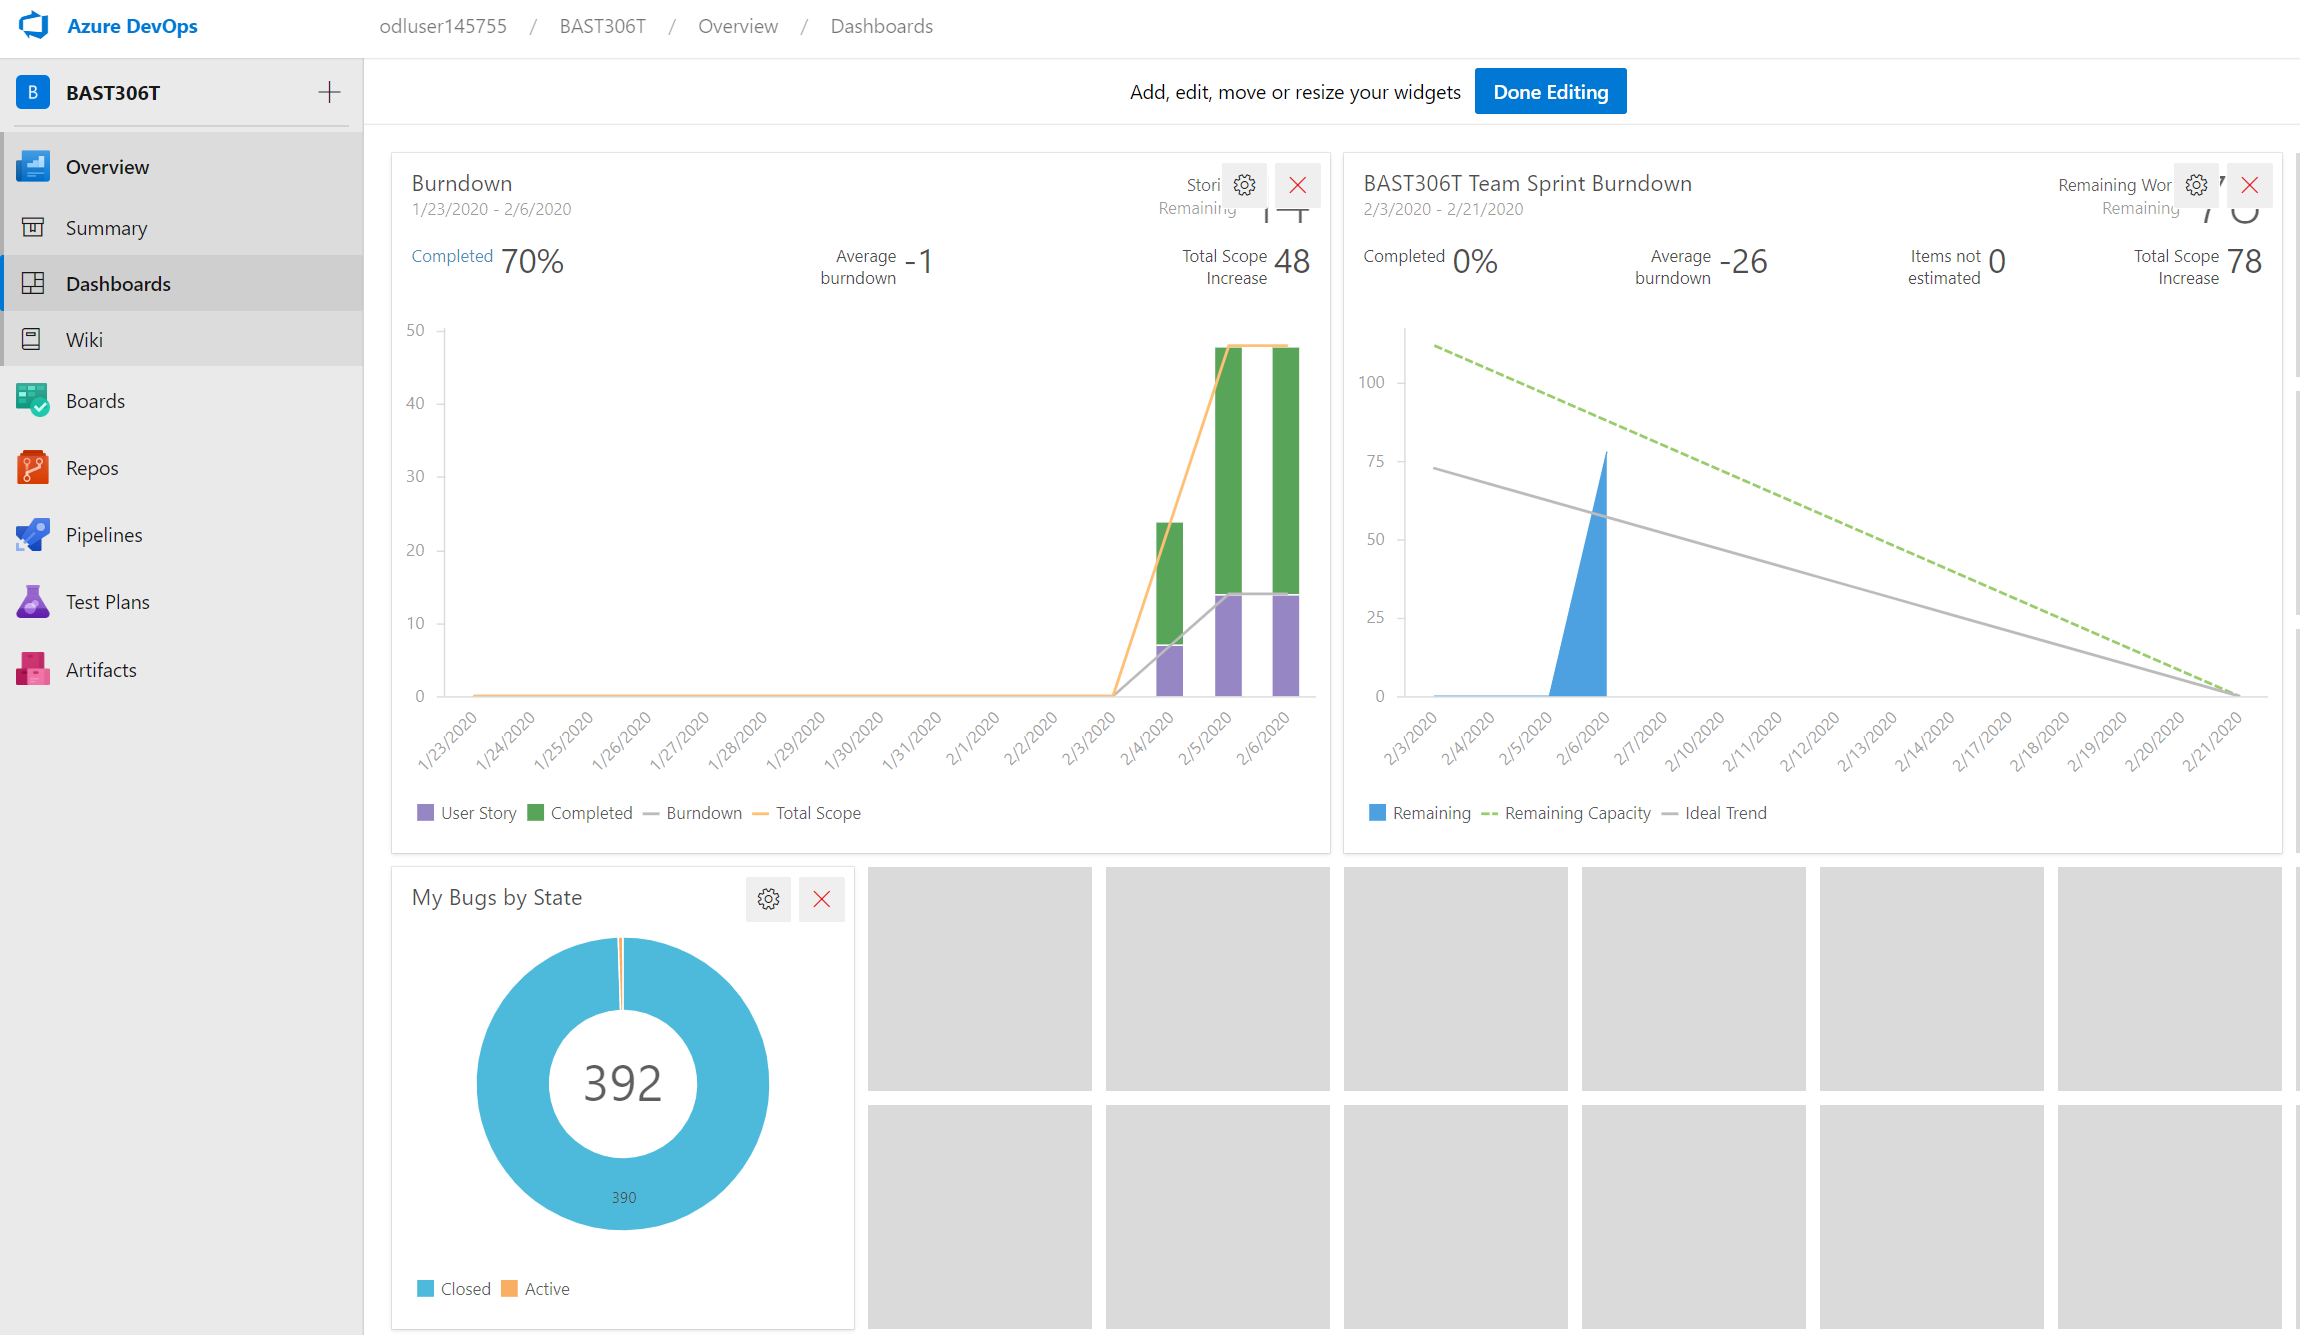 Azure DevOps
odluser145755 / BAST306T / Overview / Dashboards
B BAST306T
Add, edit, move or resize your widgets Done Editing
Overview
Summary
Dashboards
Wiki
Boards
Repos
Pipelines
Test Plans
Artifacts
Burndown
1/23/2020 - 2/6/2020
Stori
Remaining
Completed 70%
Average burndown -1
Total Scope Increase 48
50
40
30
20
10
0
1/23/2020 1/24/2020 1/25/2020 1/26/2020 1/27/2020 1/28/2020 1/29/2020 1/30/2020 1/31/2020 2/1/2020 2/2/2020 2/3/2020 2/4/2020 2/5/2020 2/6/2020
User Story Completed Burndown Total Scope
BAST306T Team Sprint Burndown
2/3/2020 - 2/21/2020
Remaining Wor
Remaining
Completed 0%
Average burndown -26
Items not estimated 0
Total Scope Increase 78
100
75
50
25
0
2/3/2020 2/4/2020 2/5/2020 2/6/2020 2/7/2020 2/10/2020 2/11/2020 2/12/2020 2/13/2020 2/14/2020 2/17/2020 2/18/2020 2/19/2020 2/20/2020 2/21/2020
Remaining Remaining Capacity Ideal Trend
My Bugs by State
392
390
Closed Active